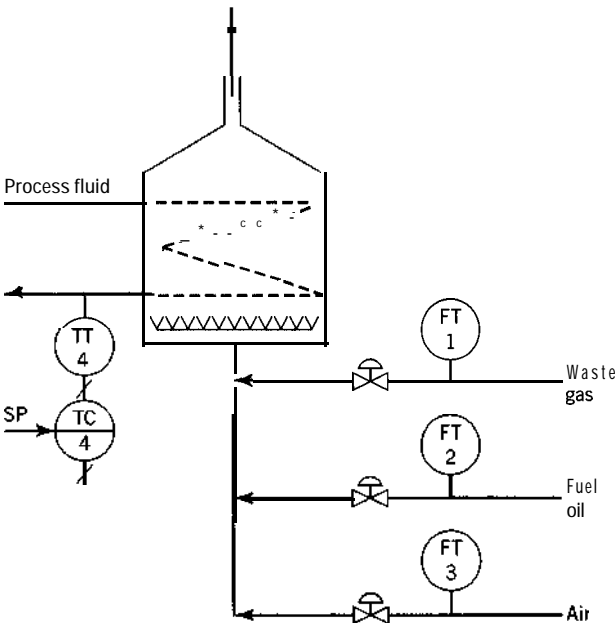 Process fluid
FT
1
TT
4
Waste
gas
SP
TC
4
FT
2
Fuel
oil
FT
3
Air